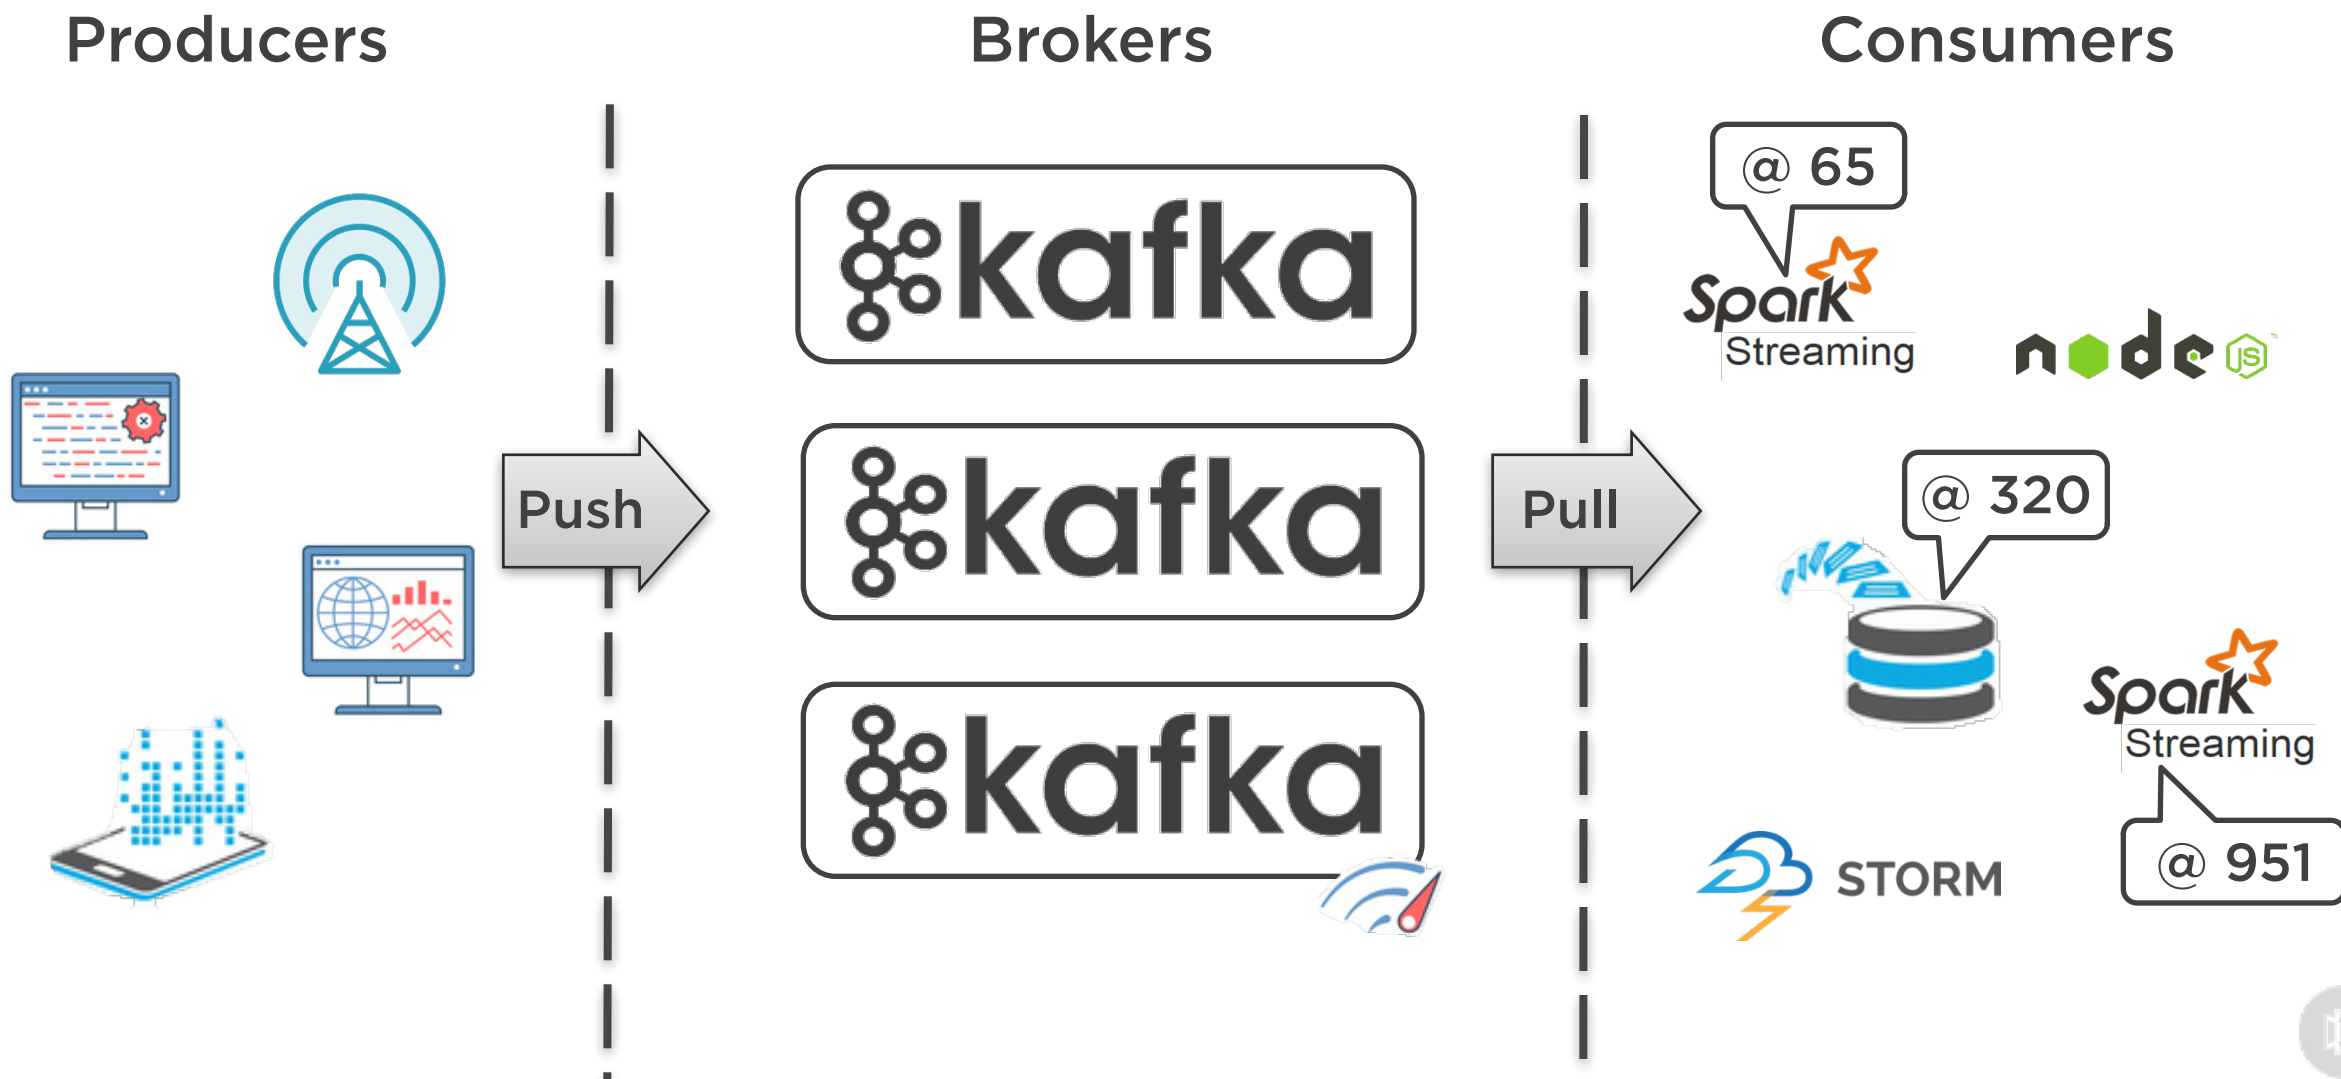 Producers
Brokers
Consumers
Push
kafka
kafka
kafka
Pull
@ 65
Spark
Streaming
node
JS
@ 320
Spark
Streaming
@ 951
STORM